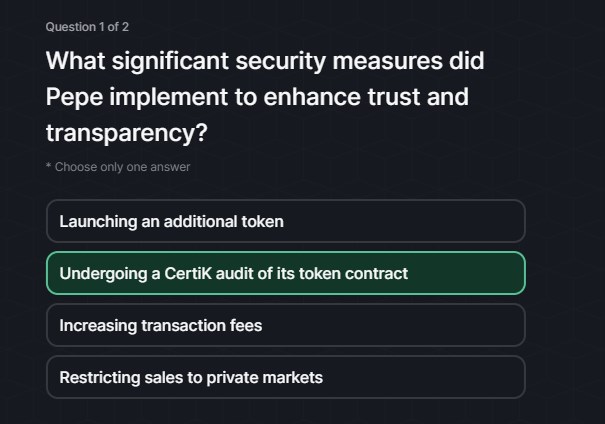 Question 1 of 2
What significant security measures did
Pepe implement to enhance trust and
transparency?
* Choose only one answer
Launching an additional token
Undergoing a CertiK audit of its token contract
Increasing transaction fees
Restricting sales to private markets